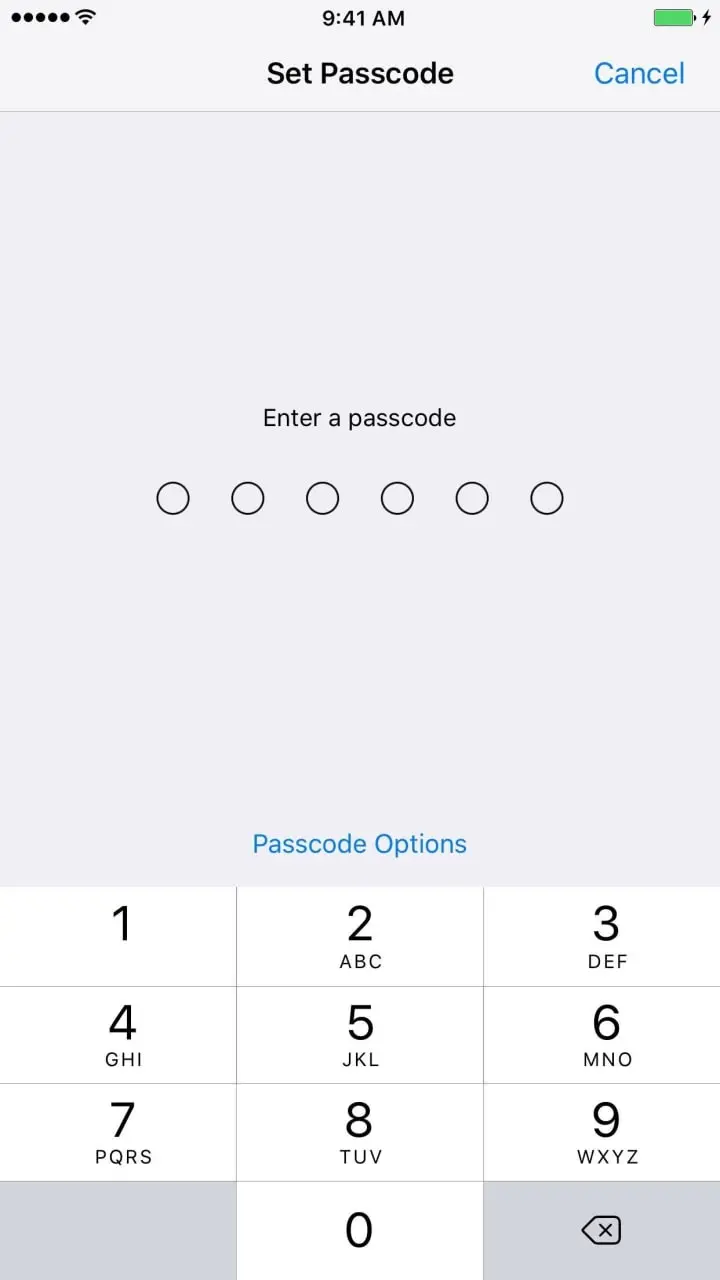 9:41 AM
Set Passcode Cancel
Enter a passcode
Passcode Options
1 2 3
ABC DEF
4 5 6
GHI JKL MNO
7 8 9
PQRS TUV WXYZ
0